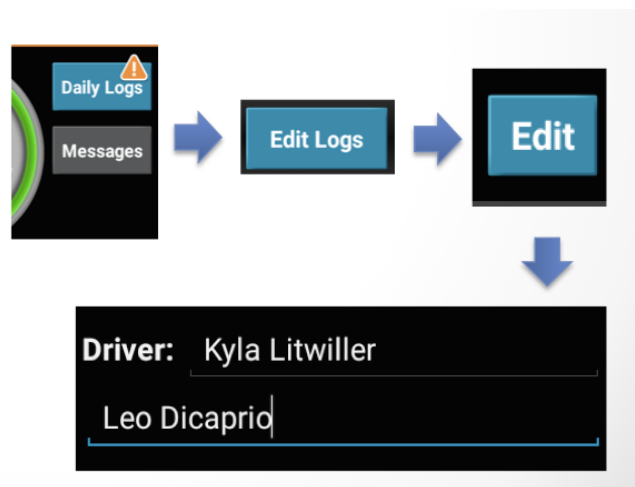 Daily Logs
Messages
Edit Logs
Edit
Driver: Kyla Litwiller
Leo Dicaprio